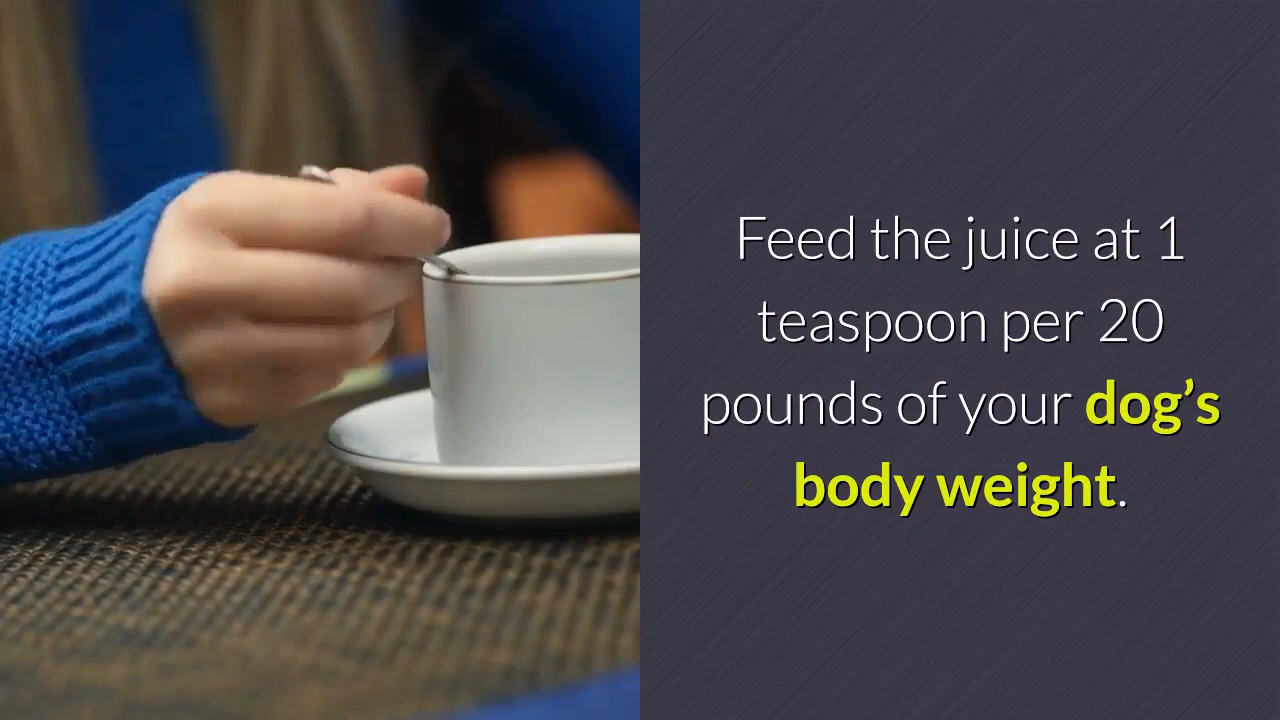 Feed the juice at 1
teaspoon per 20
pounds of your dog’s
body weight.